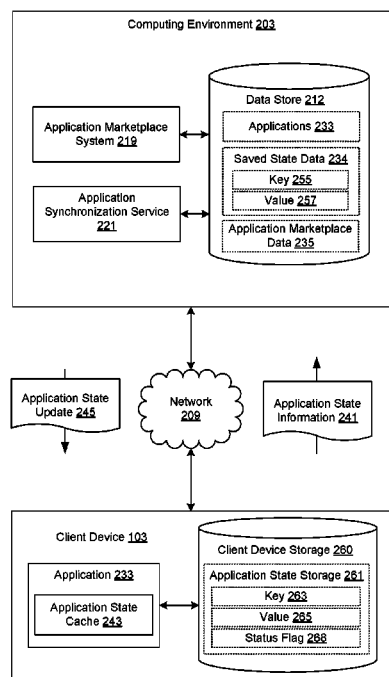 Computing Environment 203
Data Store 212
Application Marketplace
System 219
Applications 233
Saved State Data 234
Key 255
Value 257
Application
Synchronization Service
221
Application Marketplace
Data 235
Application State
Update 245
Network
209
Application State
Information 241
Client Device 103
Client Device Storage 260
Application 233
Application State
Cache 243
Application State Storage 261
Key 263
Value 265
Status Flag 268